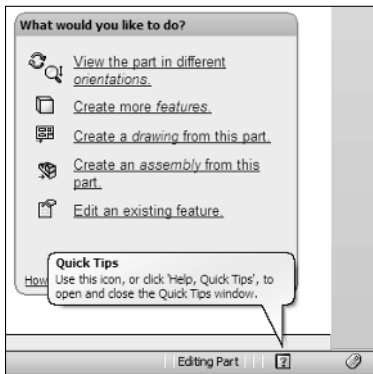 What would you like to do?
View the part in different
orientations.
Create more features.
Create a drawing from this part.
Create an assembly from this
part.
Edit an existing feature.
How
Quick Tips
Use this icon, or click 'Help, Quick Tips', to
open and close the Quick Tips window.
Editing Part
?